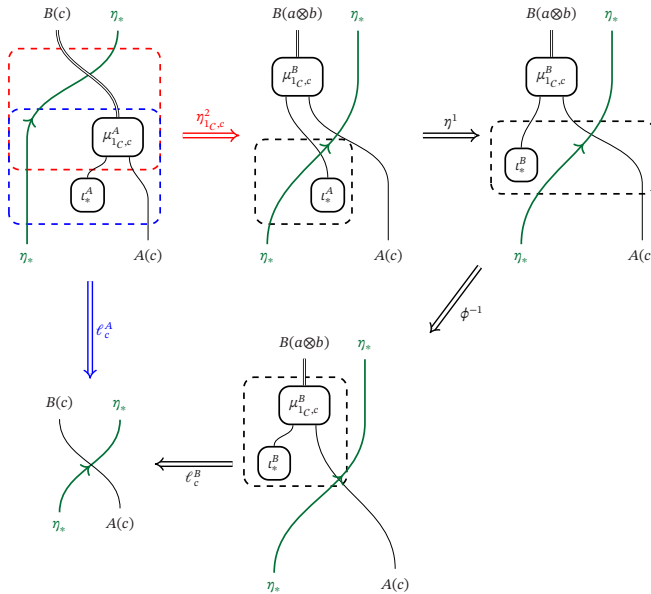 B(c) η∗ B(a⊗b) η∗ B(a⊗b) η∗
μ^B_{1_C,c} μ^B_{1_C,c}
μ^A_{1_C,c} η^2_{1_C,c} η^1
ι^A_∗ ι^A_∗ ι^B_∗
η∗ A(c) η∗ A(c) η∗ A(c)
ϕ^{−1}
ℓ^A_c B(a⊗b) η∗
B(c) η∗ μ^B_{1_C,c}
ι^B_∗
ℓ^B_c
η∗ A(c)
η∗ A(c)